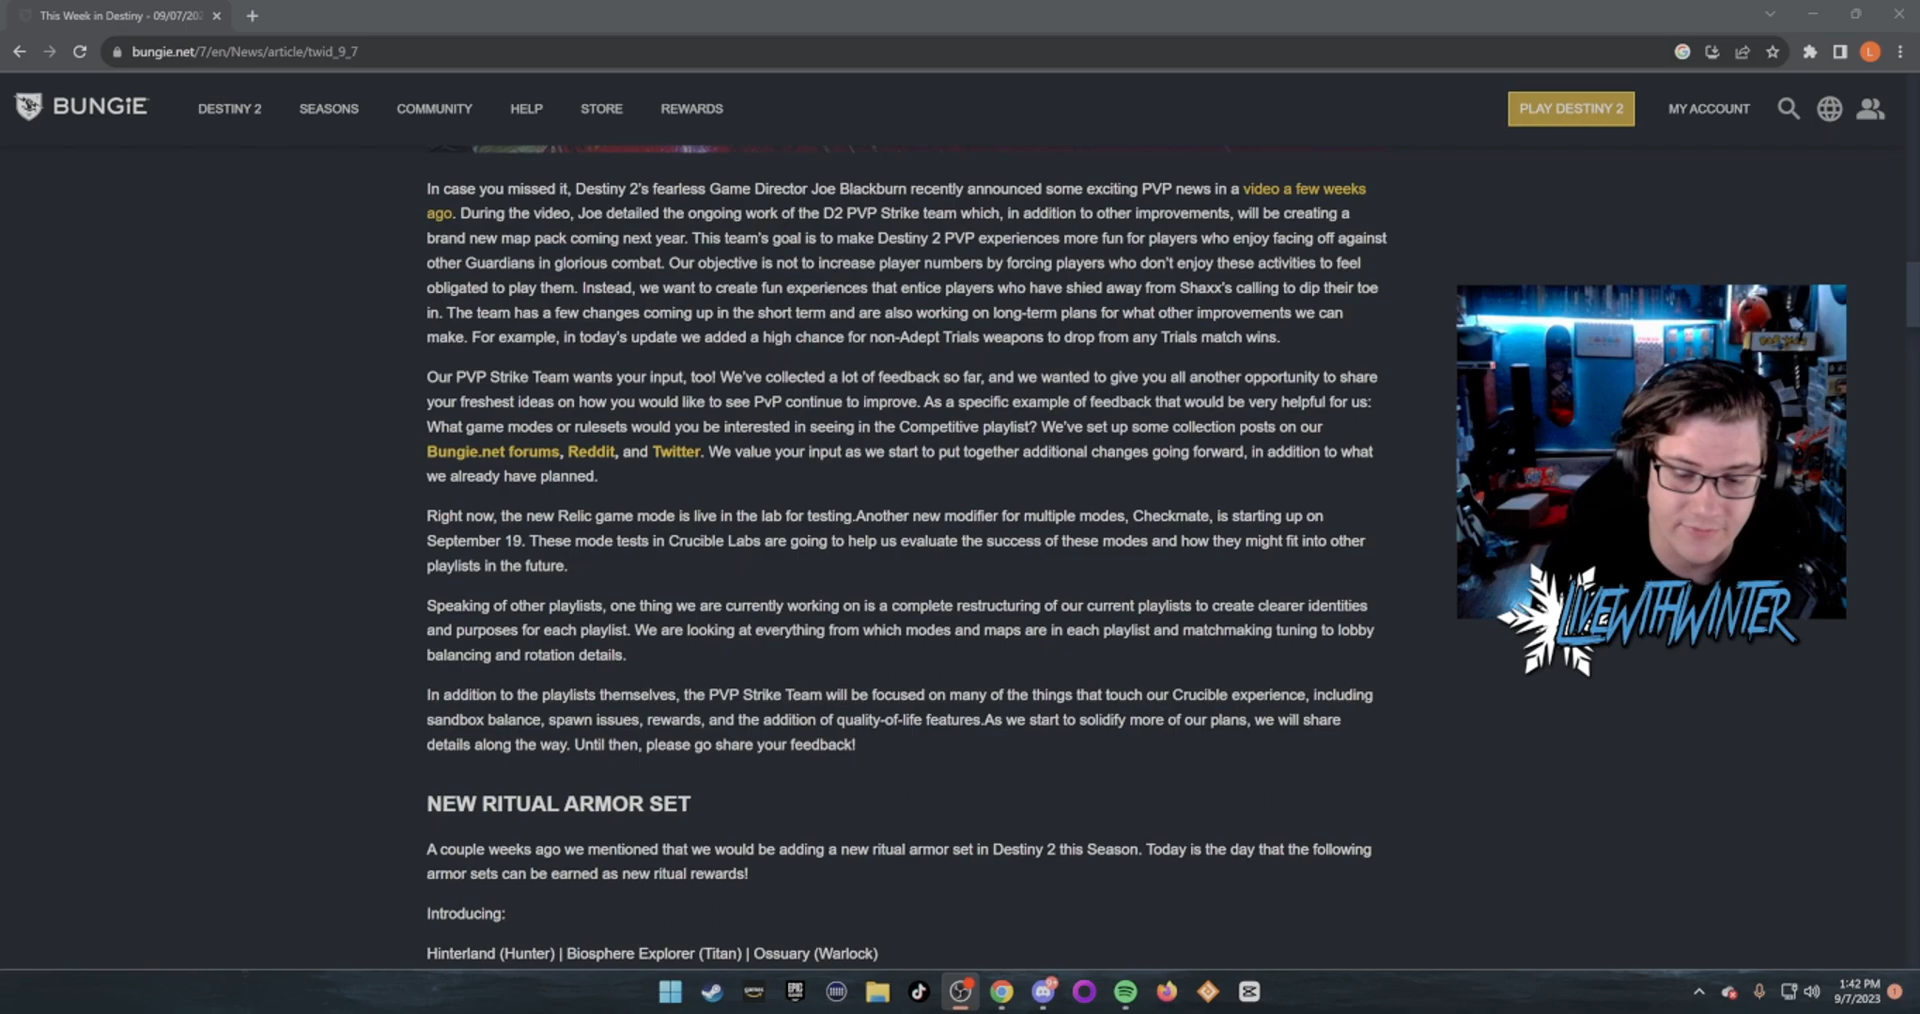 This Week in Destiny - 09/07/202
bungie.net/7/en/News/article/twid_9_7
BUNGiE
DESTINY 2
SEASONS
COMMUNITY
HELP
STORE
REWARDS
PLAY DESTINY 2
MY ACCOUNT
L
In case you missed it, Destiny 2's fearless Game Director Joe Blackburn recently announced some exciting PVP news in a video a few weeks
ago. During the video, Joe detailed the ongoing work of the D2 PVP Strike team which, in addition to other improvements, will be creating a
brand new map pack coming next year. This team's goal is to make Destiny 2 PVP experiences more fun for players who enjoy facing off against
other Guardians in glorious combat. Our objective is not to increase player numbers by forcing players who don't enjoy these activities to feel
obligated to play them. Instead, we want to create fun experiences that entice players who have shied away from Shaxx's calling to dip their toe
in. The team has a few changes coming up in the short term and are also working on long-term plans for what other improvements we can
make. For example, in today's update we added a high chance for non-Adept Trials weapons to drop from any Trials match wins.
Our PVP Strike Team wants your input, too! We've collected a lot of feedback so far, and we wanted to give you all another opportunity to share
your freshest ideas on how you would like to see PvP continue to improve. As a specific example of feedback that would be very helpful for us:
What game modes or rulesets would you be interested in seeing in the Competitive playlist? We've set up some collection posts on our
Bungie.net forums, Reddit, and Twitter. We value your input as we start to put together additional changes going forward, in addition to what
we already have planned.
Right now, the new Relic game mode is live in the lab for testing.Another new modifier for multiple modes, Checkmate, is starting up on
September 19. These mode tests in Crucible Labs are going to help us evaluate the success of these modes and how they might fit into other
playlists in the future.
Speaking of other playlists, one thing we are currently working on is a complete restructuring of our current playlists to create clearer identities
and purposes for each playlist. We are looking at everything from which modes and maps are in each playlist and matchmaking tuning to lobby
balancing and rotation details.
In addition to the playlists themselves, the PVP Strike Team will be focused on many of the things that touch our Crucible experience, including
sandbox balance, spawn issues, rewards, and the addition of quality-of-life features.As we start to solidify more of our plans, we will share
details along the way. Until then, please go share your feedback!
NEW RITUAL ARMOR SET
A couple weeks ago we mentioned that we would be adding a new ritual armor set in Destiny 2 this Season. Today is the day that the following
armor sets can be earned as new ritual rewards!
Introducing:
Hinterland (Hunter) | Biosphere Explorer (Titan) | Ossuary (Warlock)
LIVEWITHWINTER
1:42 PM
9/7/2023
1